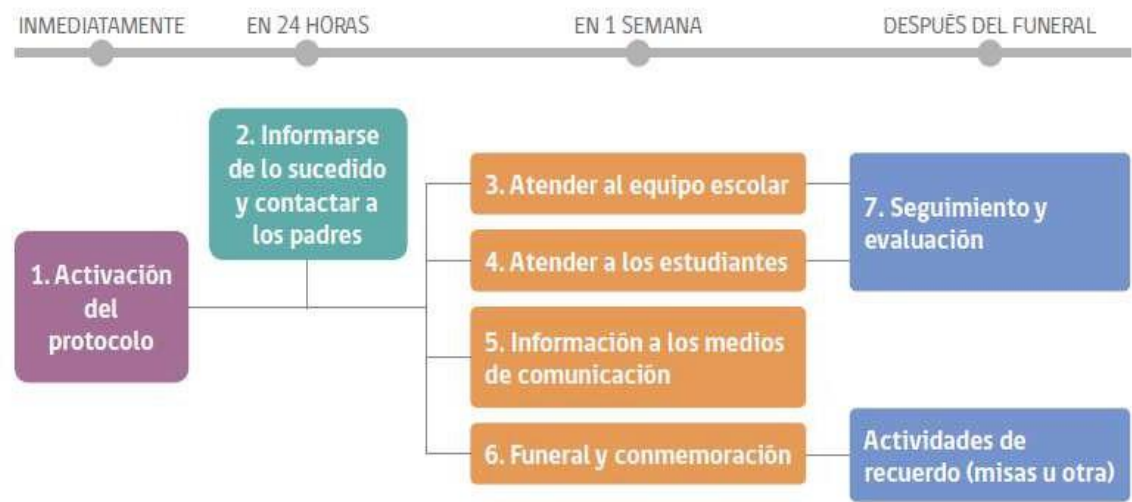 INMEDIATAMENTE
EN 24 HORAS
EN 1 SEMANA
DESPUÉS DEL FUNERAL
1. Activación
del
protocolo
2. Informarse
de lo sucedido
y contactar a
los padres
3. Atender al equipo escolar
4. Atender a los estudiantes
5. Información a los medios
de comunicación
6. Funeral y conmemoración
7. Seguimiento y
evaluación
Actividades de
recuerdo (misas u otra)